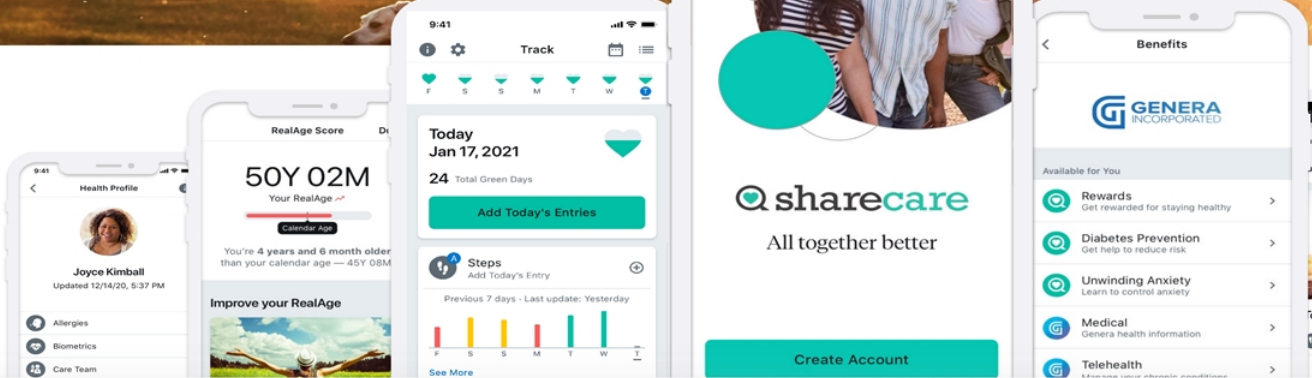 9:41
Health Profile
Joyce Kimball
Updated 12/14/20, 5:37 PM
Allergies
Biometrics
Care Team
RealAge Score
50Y 02M
Your RealAge
Calendar Age
You're 4 years and 6 month older
than your calendar age — 45Y 08M
Improve your RealAge
9:41
Track
F S S M T W T
Today
Jan 17, 2021
24 Total Green Days
Add Today's Entries
A
Steps
Add Today's Entry
Previous 7 days - Last update: Yesterday
F S S M T W T
See More
sharecare
All together better
Create Account
Benefits
GENERA
INCORPORATED
Available for You
Rewards
Get rewarded for staying healthy
Diabetes Prevention
Get help to reduce risk
Unwinding Anxiety
Learn to control anxiety
Medical
Genera health information
Telehealth
Manage your chronic conditions